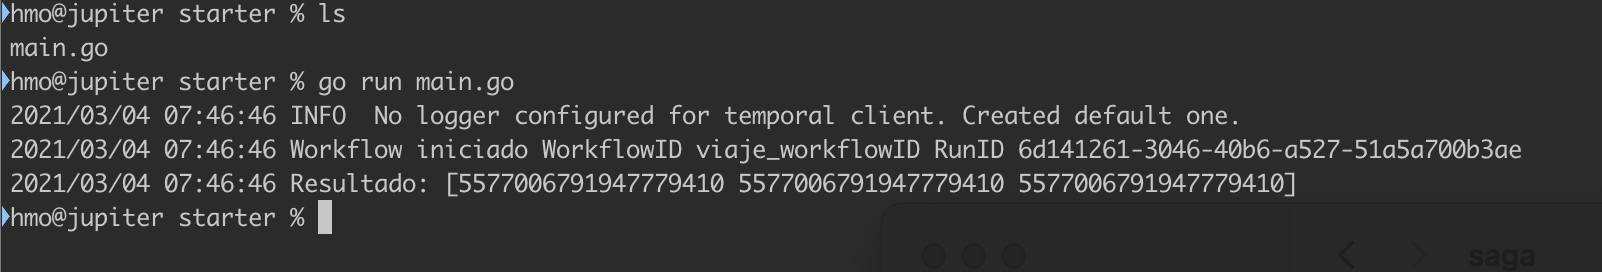 hmo@jupiter starter % ls
main.go
hmo@jupiter starter % go run main.go
2021/03/04 07:46:46 INFO  No logger configured for temporal client. Created default one.
2021/03/04 07:46:46 Workflow iniciado WorkflowID viaje_workflowID RunID 6d141261-3046-40b6-a527-51a5a700b3ae
2021/03/04 07:46:46 Resultado: [5577006791947779410 5577006791947779410 5577006791947779410]
hmo@jupiter starter %
saga